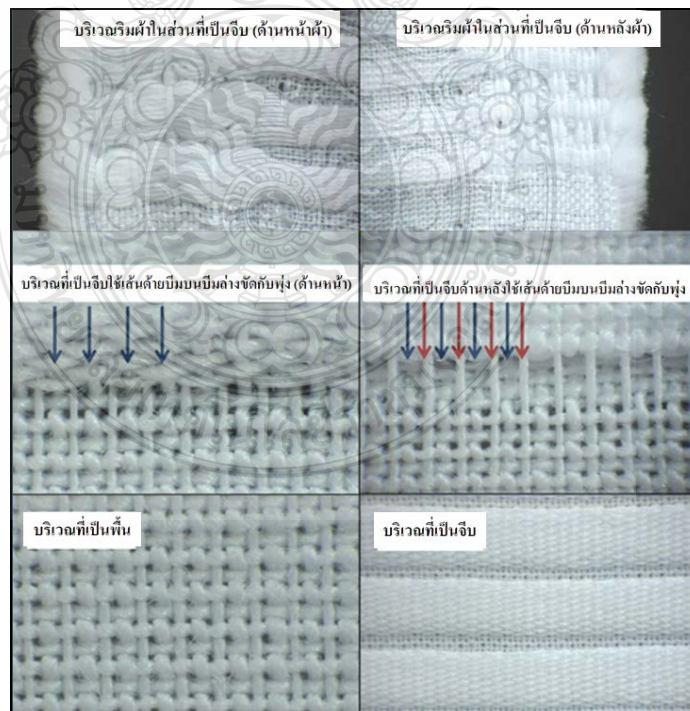 บริเวณริมผ้าในส่วนที่เป็นจีบ (ด้านหน้าผ้า)
บริเวณริมผ้าในส่วนที่เป็นจีบ (ด้านหลังผ้า)
บริเวณที่เป็นจีบใช้เส้นด้ายบีมบนบีมล่างขัดกับพุ่ง (ด้านหน้า)
บริเวณที่เป็นจีบด้านหลังใช้เส้นด้ายบีมบนบีมล่างขัดกับพุ่ง
บริเวณที่เป็นพื้น
บริเวณที่เป็นจีบ